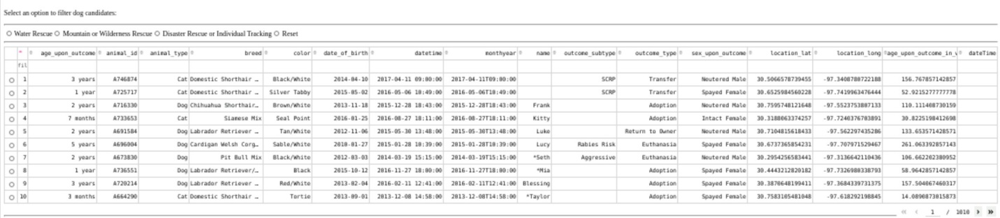 Select an option to filter dog candidates:
Water Rescue Mountain or Wilderness Rescue Disaster Rescue or Individual Tracking Reset
* age_upon_outcome animal_id animal_type breed color date_of_birth datetime monthyear name outcome_subtype outcome_type sex_upon_outcome location_lat location_long age_upon_outcome_in_v dateTime
fil
1 3 years A746874 Cat Domestic Shorthair … Black/White 2014-04-10 2017-04-11 09:00:00 2017-04-11T09:00:00 SCRP Transfer Neutered Male 30.5066578739455 -97.3408780722188 156.767857142857
2 1 year A725717 Cat Domestic Shorthair … Silver Tabby 2015-05-02 2016-05-06 10:49:00 2016-05-06T10:49:00 SCRP Transfer Spayed Female 30.6525984560228 -97.7419963476444 52.9215277777778
3 2 years A716330 Dog Chihuahua Shorthair… Brown/White 2013-11-18 2015-12-28 18:43:00 2015-12-28T18:43:00 Frank Adoption Neutered Male 30.7595748121648 -97.5523753807133 110.111408730159
4 7 months A733653 Cat Siamese Mix Seal Point 2016-01-25 2016-08-27 18:11:00 2016-08-27T18:11:00 Kitty Adoption Intact Female 30.3188063374257 -97.7240376703891 30.8225198412698
5 2 years A691584 Dog Labrador Retriever … Tan/White 2012-11-06 2015-05-30 13:48:00 2015-05-30T13:48:00 Luke Return to Owner Neutered Male 30.7104815618433 -97.562297435286 133.653571428571
6 5 years A696004 Dog Cardigan Welsh Corg… Sable/White 2010-01-27 2015-01-28 10:39:00 2015-01-28T10:39:00 Lucy Rabies Risk Euthanasia Spayed Female 30.6737365854231 -97.707971529467 261.063392857143
7 2 years A673830 Dog Pit Bull Mix Black/White 2012-03-03 2014-03-19 15:15:00 2014-03-19T15:15:00 *Seth Aggressive Euthanasia Neutered Male 30.2954256583441 -97.3136642110436 106.662202380952
8 1 year A736551 Dog Labrador Retriever/… Black 2015-10-12 2016-11-27 18:00:00 2016-11-27T18:00:00 *Mia Adoption Spayed Female 30.4443212820182 -97.7326980338793 58.9642857142857
9 3 years A720214 Dog Labrador Retriever … Red/White 2013-02-04 2016-02-11 12:41:00 2016-02-11T12:41:00 Blessing Adoption Spayed Female 30.3870648199411 -97.3684339731375 157.504067460317
10 3 months A664290 Cat Domestic Shorthair … Tortie 2013-09-01 2013-12-08 14:58:00 2013-12-08T14:58:00 *Taylor Adoption Spayed Female 30.7583105481048 -97.618292198845 14.0890873015873
« ‹ 1 / 1010 › »